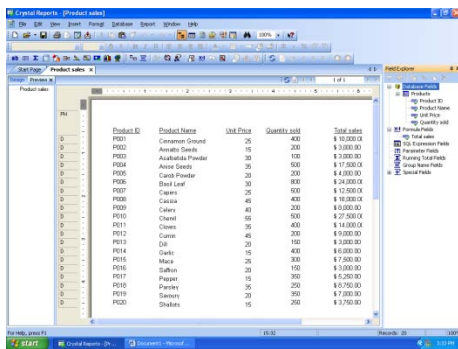 Crystal Reports - [Product sales]
File Edit View Insert Format Database Report Window Help
100%
Start Page Product sales x
Design Preview x
1 of 1
Field Explorer
Product sales
Database Fields
Products
Product ID
Product Name
Unit Price
Quantity sold
Formula Fields
Total sales
SQL Expression Fields
Parameter Fields
Running Total Fields
Group Name Fields
Special Fields
PH
Product ID Product Name Unit Price Quantity sold Total sales
D P001 Cinnamon Ground 25 400 $ 10,000.0
D P002 Annatto Seeds 15 200 $ 3,000.00
D P003 Asafoetida Powder 30 100 $ 3,000.00
D P004 Anise Seeds 35 500 $ 17,500.0
D P005 Carob Powder 20 200 $ 4,000.00
D P006 Basil Leaf 30 800 $ 24,000.0
D P007 Capers 25 500 $ 12,500.0
D P008 Cassia 45 400 $ 18,000.0
D P009 Celery 40 200 $ 8,000.00
D P010 Chervil 55 500 $ 27,500.0
D P011 Cloves 35 400 $ 14,000.0
D P012 Cumin 45 200 $ 9,000.00
D P013 Dill 20 150 $ 3,000.00
D P014 Garlic 15 400 $ 6,000.00
D P015 Mace 25 300 $ 7,500.00
D P016 Saffron 20 150 $ 3,000.00
D P017 Pepper 15 350 $ 5,250.00
D P018 Parsley 35 250 $ 8,750.00
D P019 Savoury 20 350 $ 7,000.00
D P020 Shallots 15 250 $ 3,750.00
For Help, press F1 15:32 Records: 20 100%
start Crystal Reports - [Pr... Document1 - Microsof... 3:33 PM